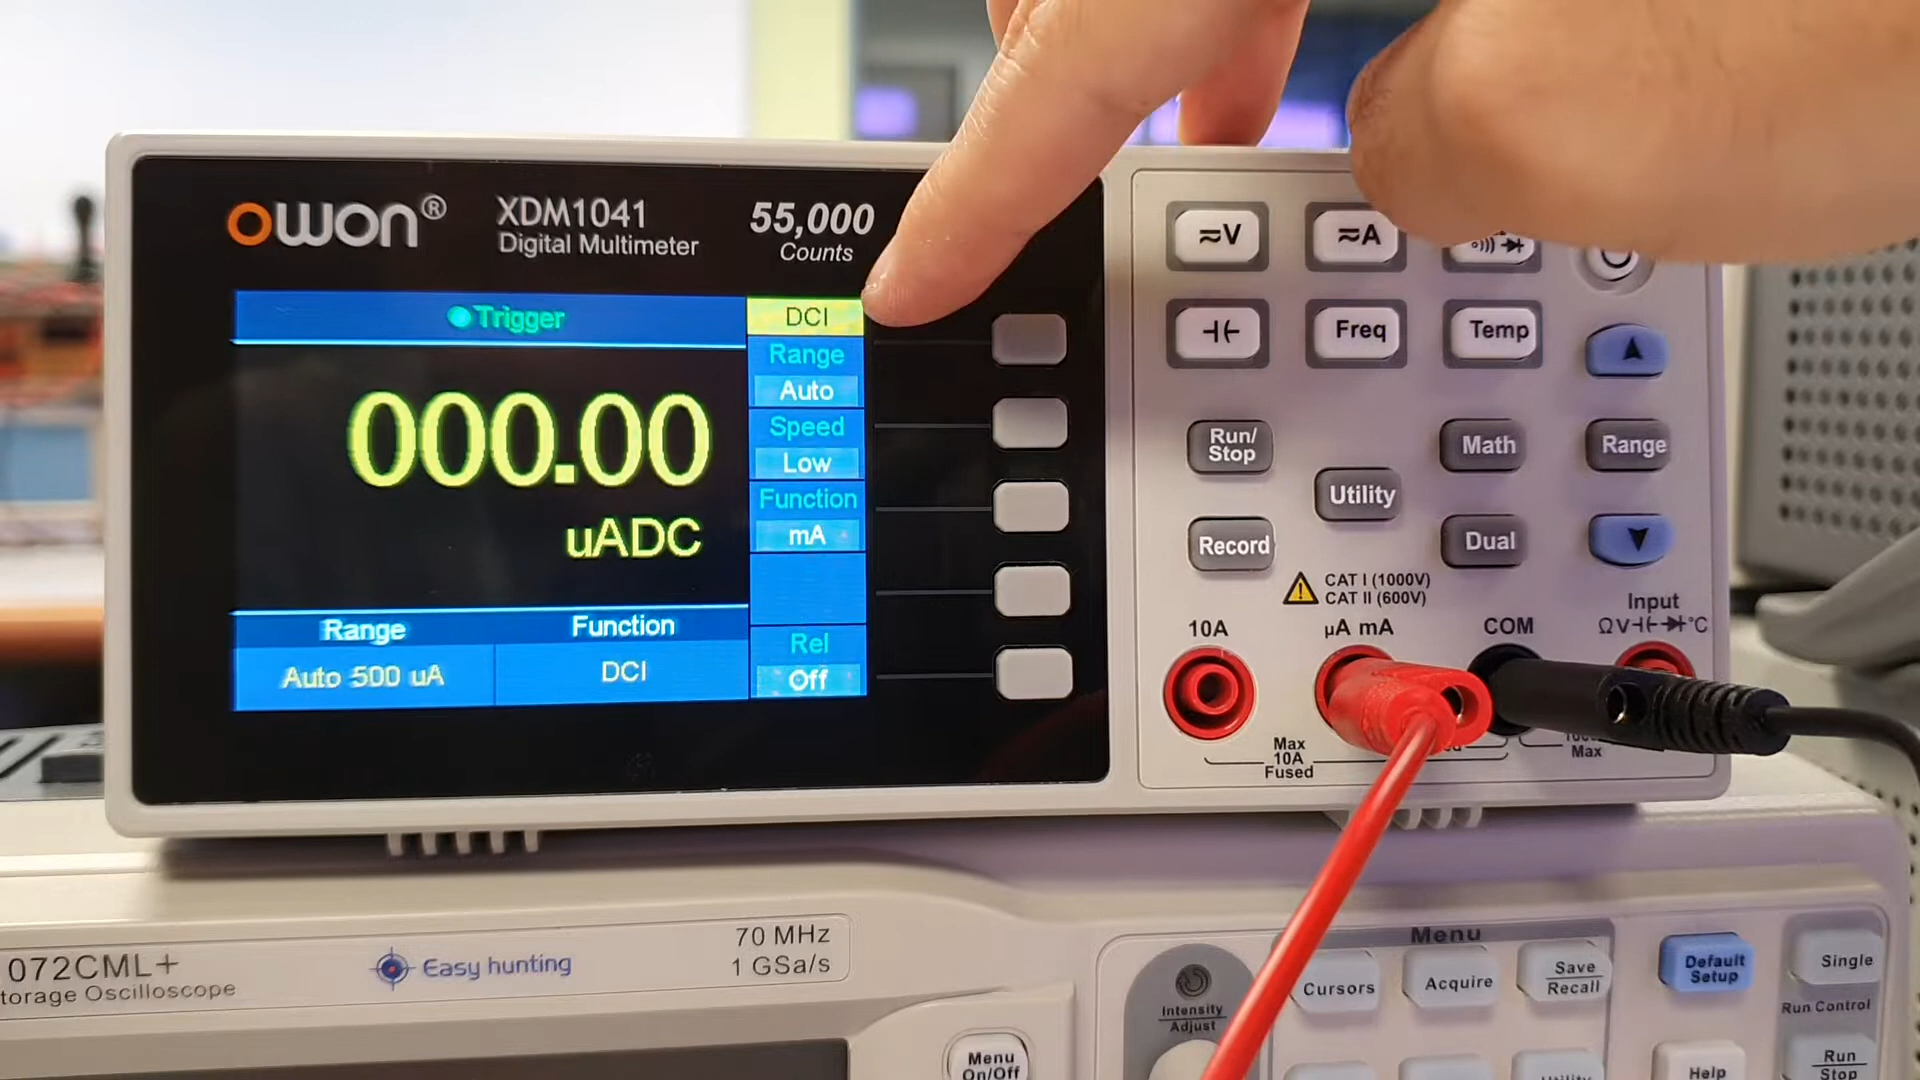 owon®
XDM1041
Digital Multimeter
55,000
Counts
Trigger
000.00
uADC
Range
Auto 500 uA
Function
DCI
DCI
Range
Auto
Speed
Low
Function
mA
Rel
Off
≂V
≂A
Freq
Temp
Run/
Stop
Math
Range
Utility
Record
Dual
CAT I (1000V)
CAT II (600V)
10A
µA mA
COM
Input
ΩV °C
Max
10A
Fused
Max
072CML+
torage Oscilloscope
Easy hunting
70 MHz
1 GSa/s
Menu
Intensity
Adjust
Cursors
Acquire
Save
Recall
Default
Setup
Single
Run Control
Menu
On/Off
Help
Run
Stop